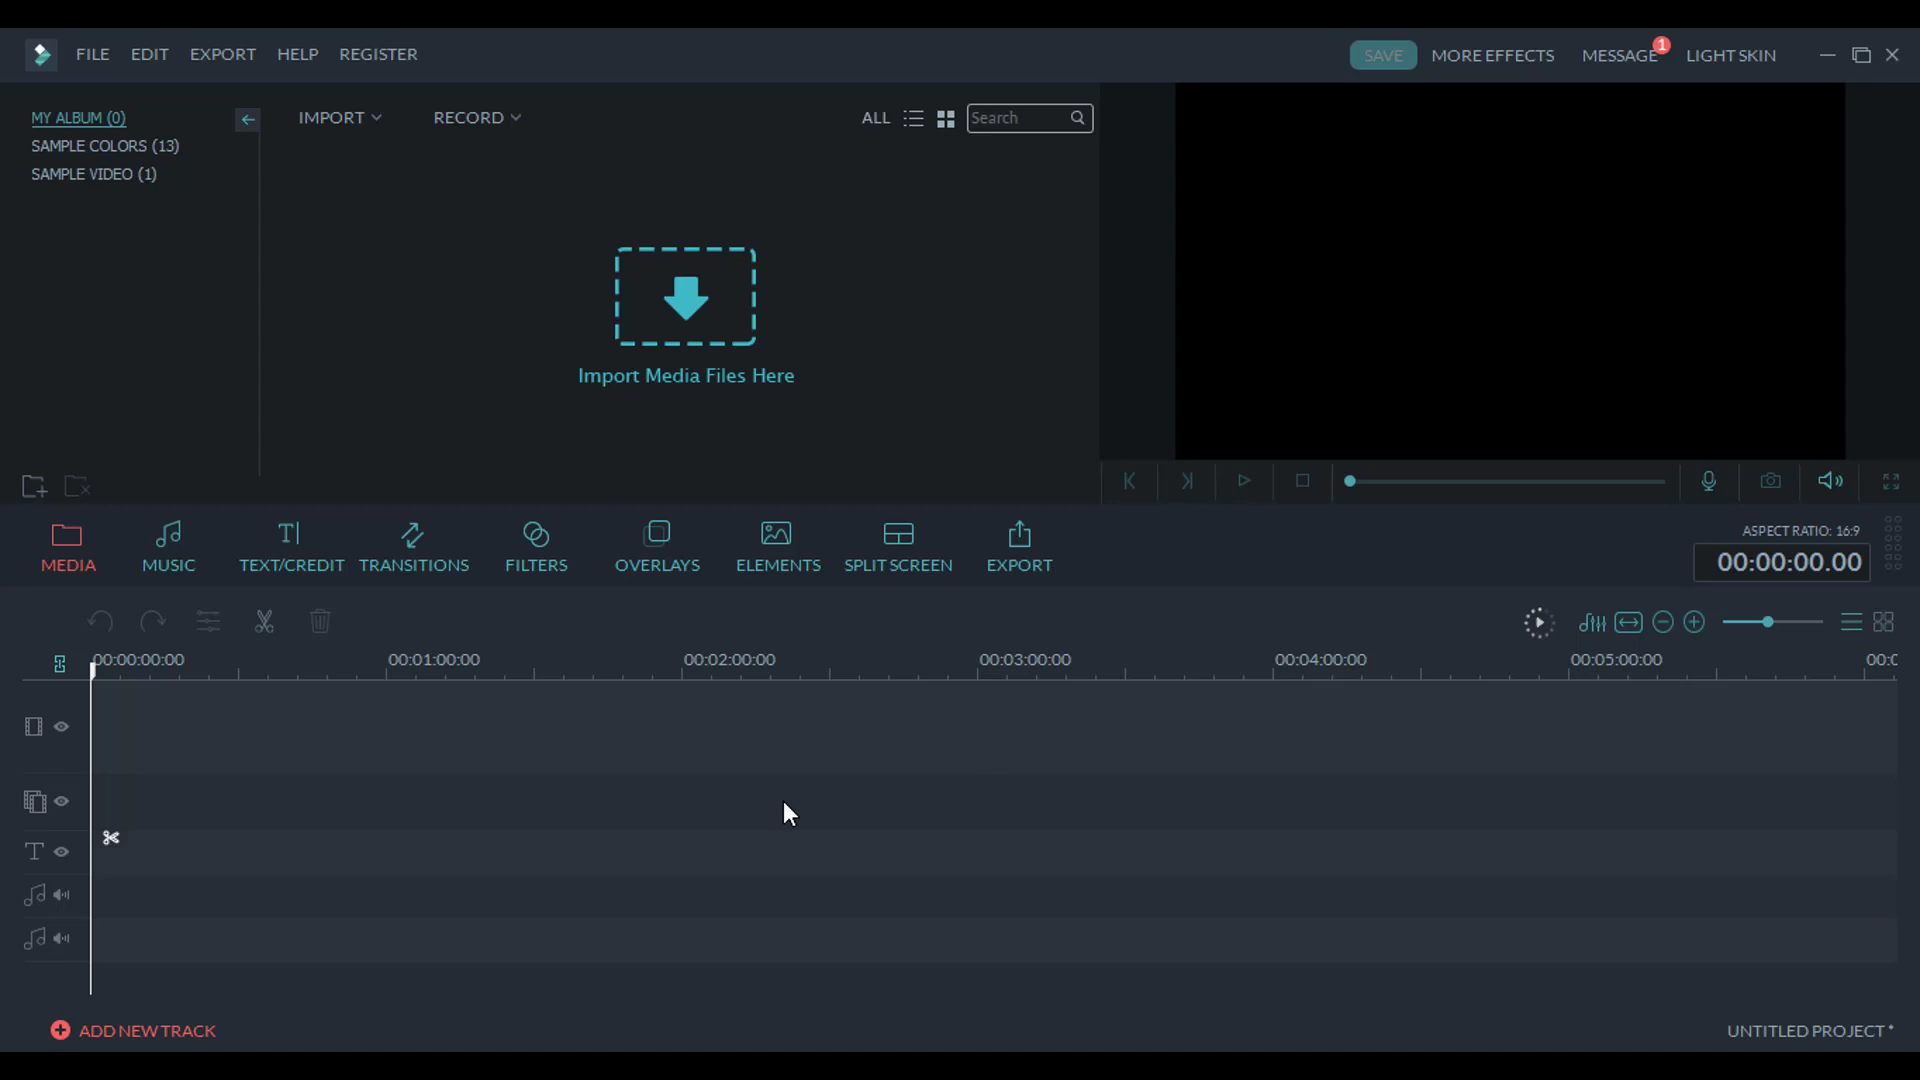 FILE EDIT EXPORT HELP REGISTER
SAVE MORE EFFECTS MESSAGE 1 LIGHT SKIN
MY ALBUM (0)
SAMPLE COLORS (13)
SAMPLE VIDEO (1)
IMPORT RECORD ALL Search
Import Media Files Here
MEDIA MUSIC TEXT/CREDIT TRANSITIONS FILTERS OVERLAYS ELEMENTS SPLIT SCREEN EXPORT
ASPECT RATIO: 16:9
00:00:00.00
00:00:00:00 00:01:00:00 00:02:00:00 00:03:00:00 00:04:00:00 00:05:00:00
ADD NEW TRACK
UNTITLED PROJECT *